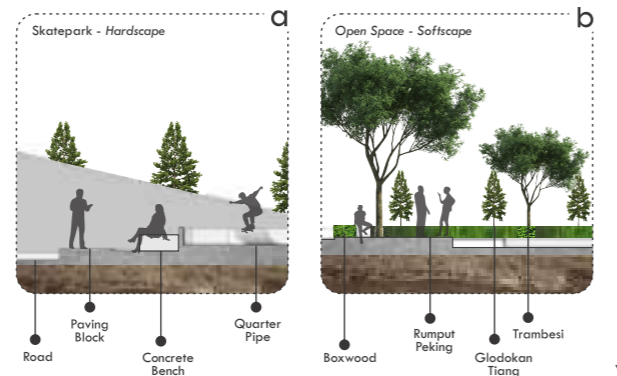 a
Skatepark - Hardscape
b
Open Space - Softscape
Road
Paving
Block
Concrete
Bench
Quarter
Pipe
Boxwood
Rumput
Peking
Glodokan
Tiang
Trambesi